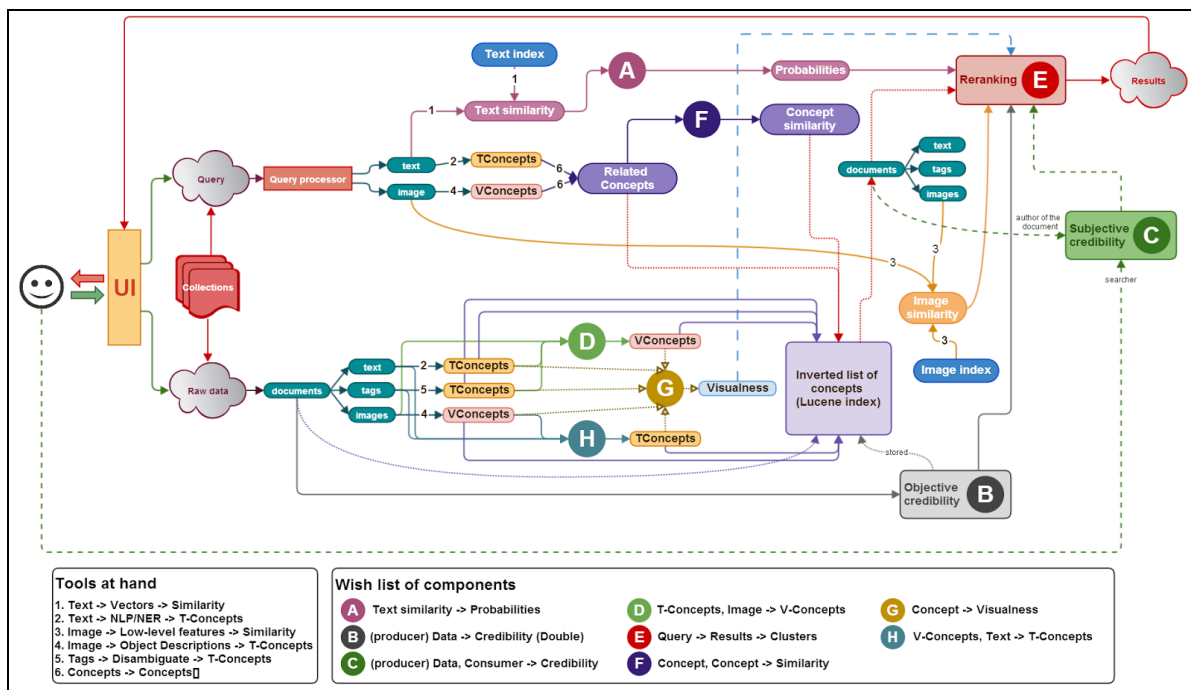 Text index
1
A
Probabilities
Reranking
E
Results
1
Text similarity
F
Concept
similarity
Query
Query processor
text
2
TConcepts
6
6
Related
Concepts
image
4
VConcepts
documents
text
tags
images
author of the
document
Subjective
credibility
C
searcher
UI
Collections
3
3
Image
similarity
3
Image index
D
VConcepts
Raw data
documents
text
2
TConcepts
tags
5
TConcepts
images
4
VConcepts
G
Visualness
H
TConcepts
Inverted list of
concepts
(Lucene index)
stored
Objective
credibility
B
Tools at hand
1. Text -> Vectors -> Similarity
2. Text -> NLP/NER -> T-Concepts
3. Image -> Low-level features -> Similarity
4. Image -> Object Descriptions -> T-Concepts
5. Tags -> Disambiguate -> T-Concepts
6. Concepts -> Concepts[]
Wish list of components
A Text similarity -> Probabilities
B (producer) Data -> Credibility (Double)
C (producer) Data, Consumer -> Credibility
D T-Concepts, Image -> V-Concepts
E Query -> Results -> Clusters
F Concept, Concept -> Similarity
G Concept -> Visualness
H V-Concepts, Text -> T-Concepts